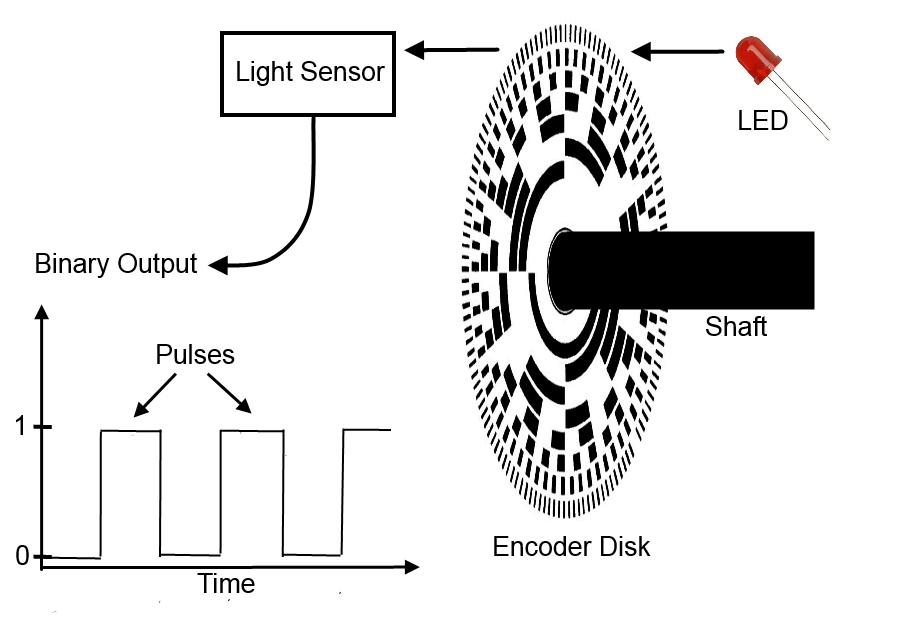 Light Sensor
LED
Binary Output
Shaft
Pulses
1
0
Encoder Disk
Time